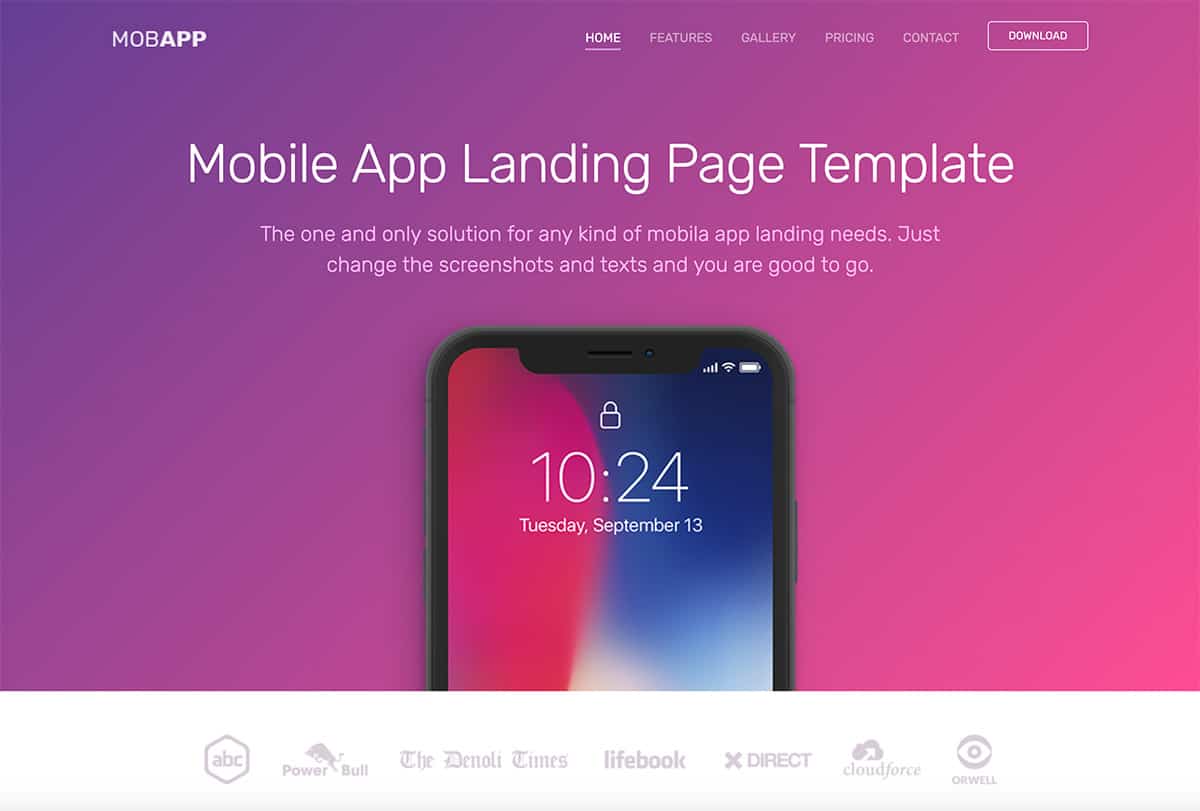 MOBAPP
HOME FEATURES GALLERY PRICING CONTACT DOWNLOAD
Mobile App Landing Page Template
The one and only solution for any kind of mobila app landing needs. Just
change the screenshots and texts and you are good to go.
10:24
Tuesday, September 13
abc
Power Bull
The Denoli Times
lifebook
X DIRECT
cloudforce
ORWELL